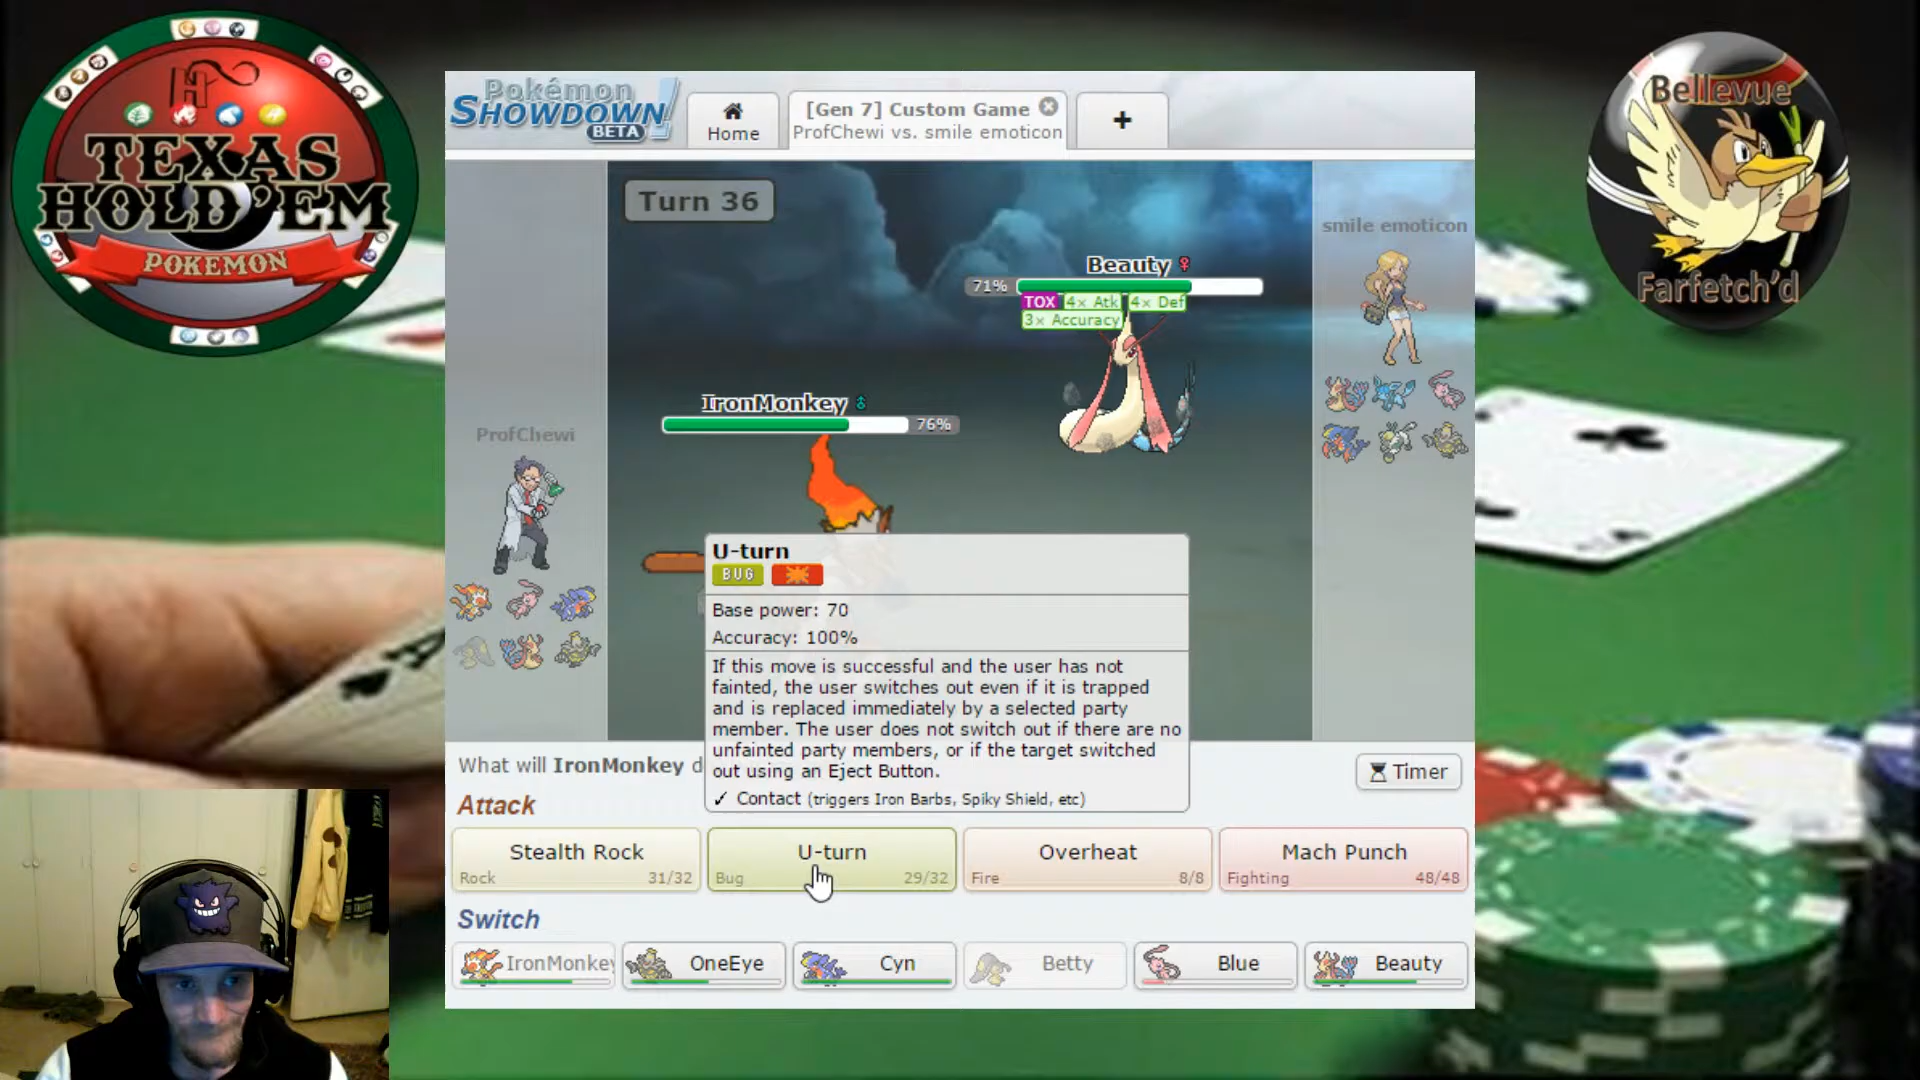 TEXAS
HOLD'EM
POKEMON
Bellevue
Farfetch'd
Pokémon
SHOWDOWN!
BETA
Home
[Gen 7] Custom Game
ProfChewi vs. smile emoticon
+
Turn 36
smile emoticon
Beauty ♀
71%
TOX 4× Atk 4× Def
3× Accuracy
IronMonkey ♂
76%
ProfChewi
U-turn
BUG
Base power: 70
Accuracy: 100%
If this move is successful and the user has not
fainted, the user switches out even if it is trapped
and is replaced immediately by a selected party
member. The user does not switch out if there are no
unfainted party members, or if the target switched
out using an Eject Button.
✓ Contact (triggers Iron Barbs, Spiky Shield, etc)
What will IronMonkey d
Timer
Attack
Stealth Rock
Rock 31/32
U-turn
Bug 29/32
Overheat
Fire 8/8
Mach Punch
Fighting 48/48
Switch
IronMonkey
OneEye
Cyn
Betty
Blue
Beauty